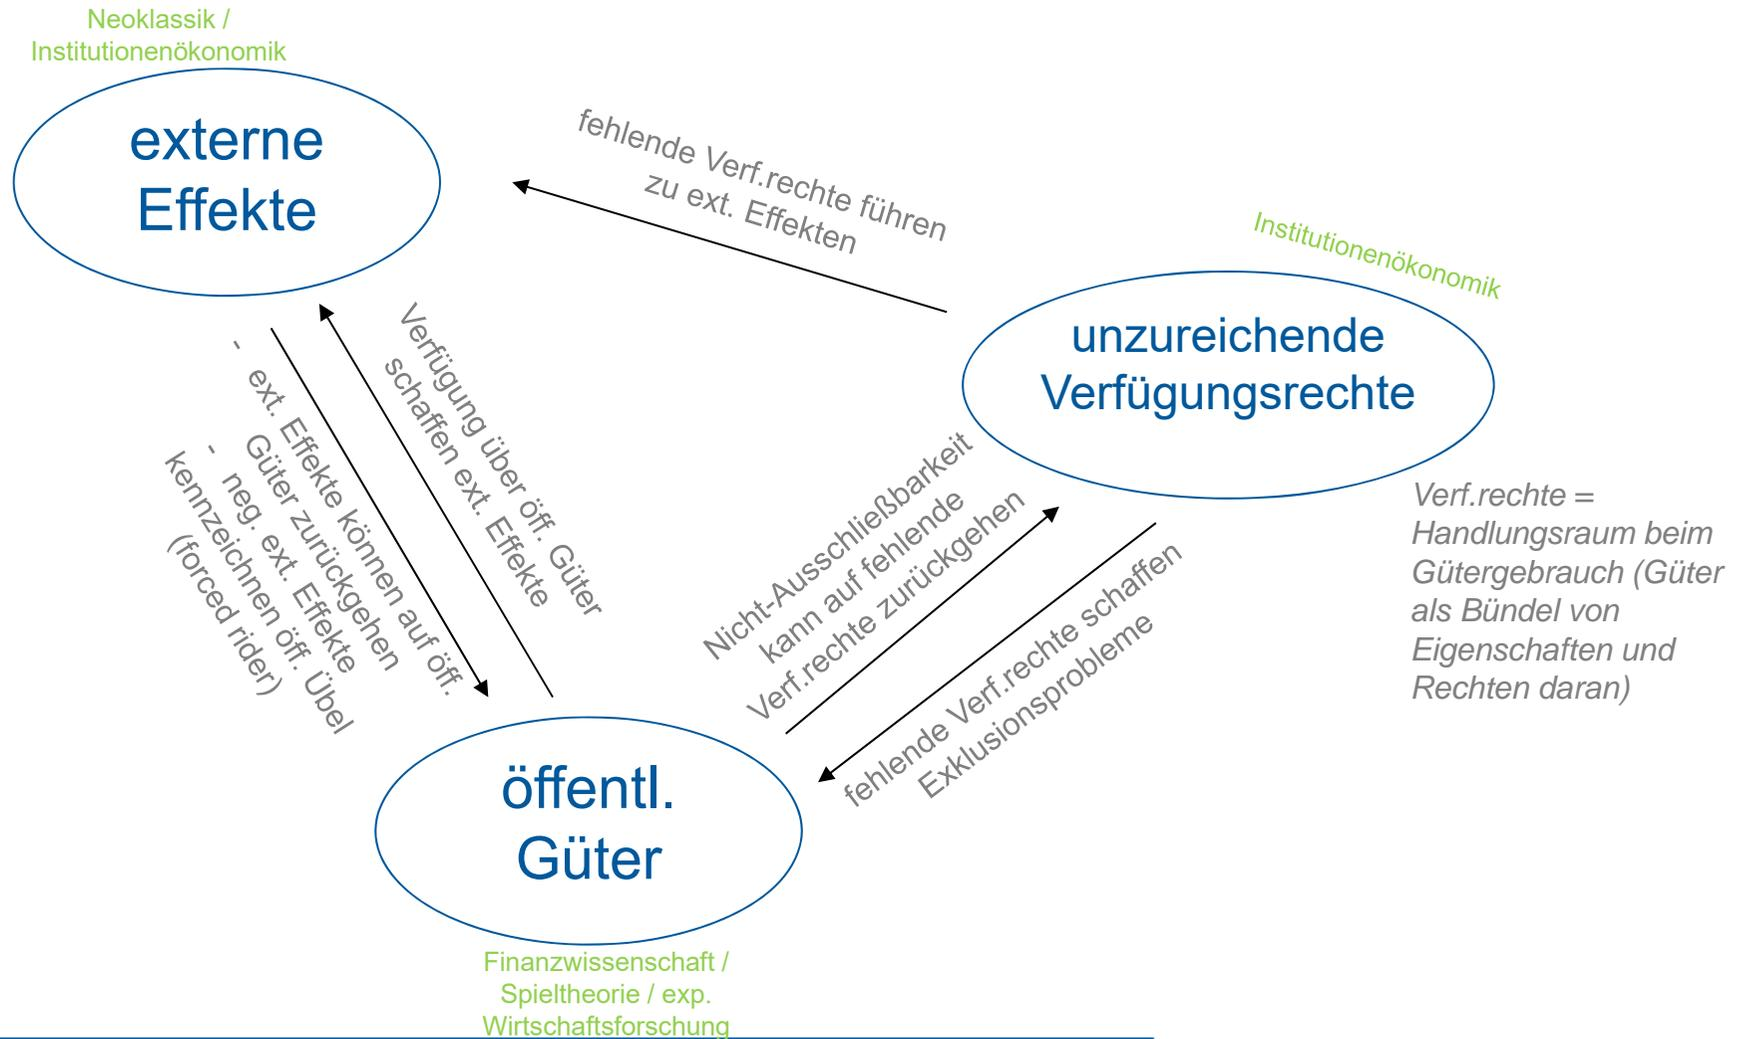 Neoklassik /
Institutionenökonomik
externe
Effekte
fehlende Verf.rechte führen
zu ext. Effekten
Institutionenökonomik
unzureichende
Verfügungsrechte
Verfügung über öff. Güter
schaffen ext. Effekte
- ext. Effekte können auf öff.
Güter zurückgehen
- neg. ext. Effekte
kennzeichnen öff. Übel
(forced rider)
Nicht-Ausschließbarkeit
kann auf fehlende
Verf.rechte zurückgehen
fehlende Verf.rechte schaffen
Exklusionsprobleme
Verf.rechte =
Handlungsraum beim
Gütergebrauch (Güter
als Bündel von
Eigenschaften und
Rechten daran)
öffentl.
Güter
Finanzwissenschaft /
Spieltheorie / exp.
Wirtschaftsforschung